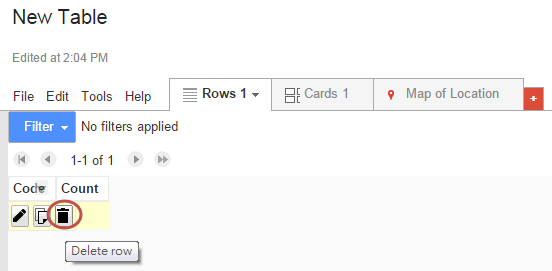 New Table
Edited at 2:04 PM
File Edit Tools Help Rows 1 Cards 1 Map of Location +
Filter No filters applied
1-1 of 1
Code Count
Delete row